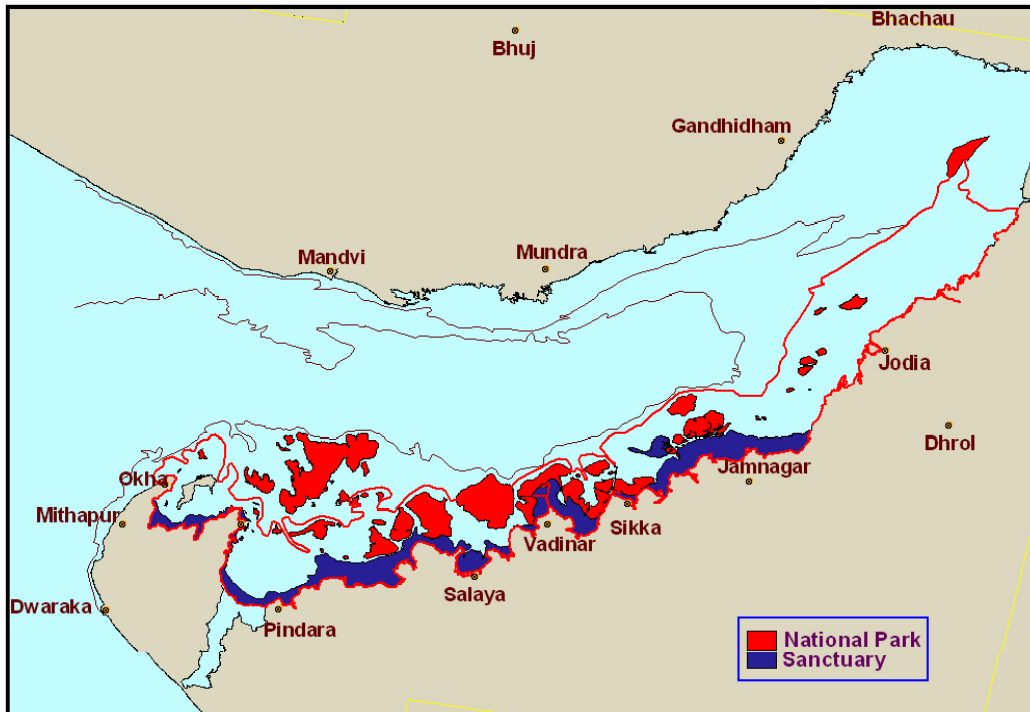 Bhachau
Bhuj
Gandhidham
Mandvi
Mundra
Jodia
Dhrol
Okha
Jamnagar
Mithapur
Sikka
Vadinar
Salaya
Dwaraka
Pindara
National Park
Sanctuary